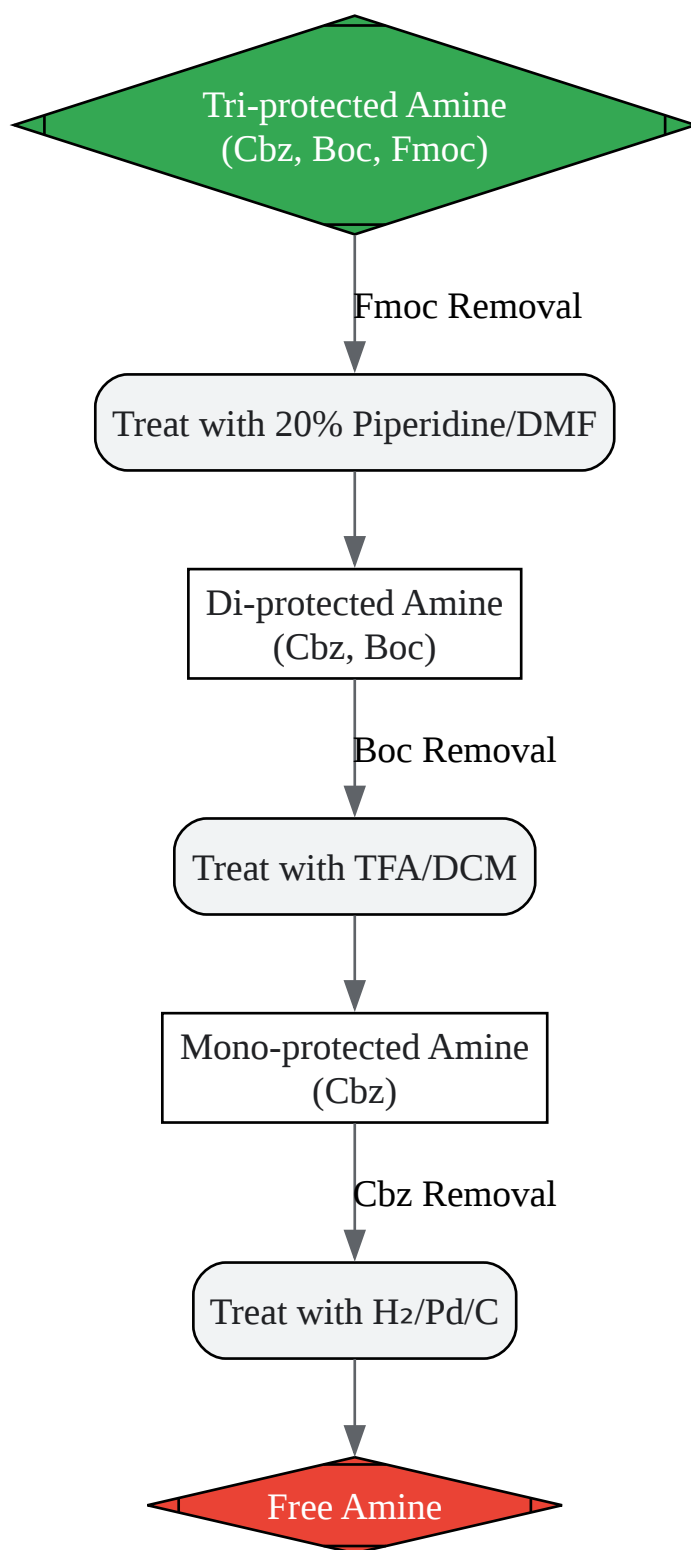 Tri-protected Amine
(Cbz, Boc, Fmoc)
Fmoc Removal
Treat with 20% Piperidine/DMF
Di-protected Amine
(Cbz, Boc)
Boc Removal
Treat with TFA/DCM
Mono-protected Amine
(Cbz)
Cbz Removal
Treat with H₂/Pd/C
Free Amine